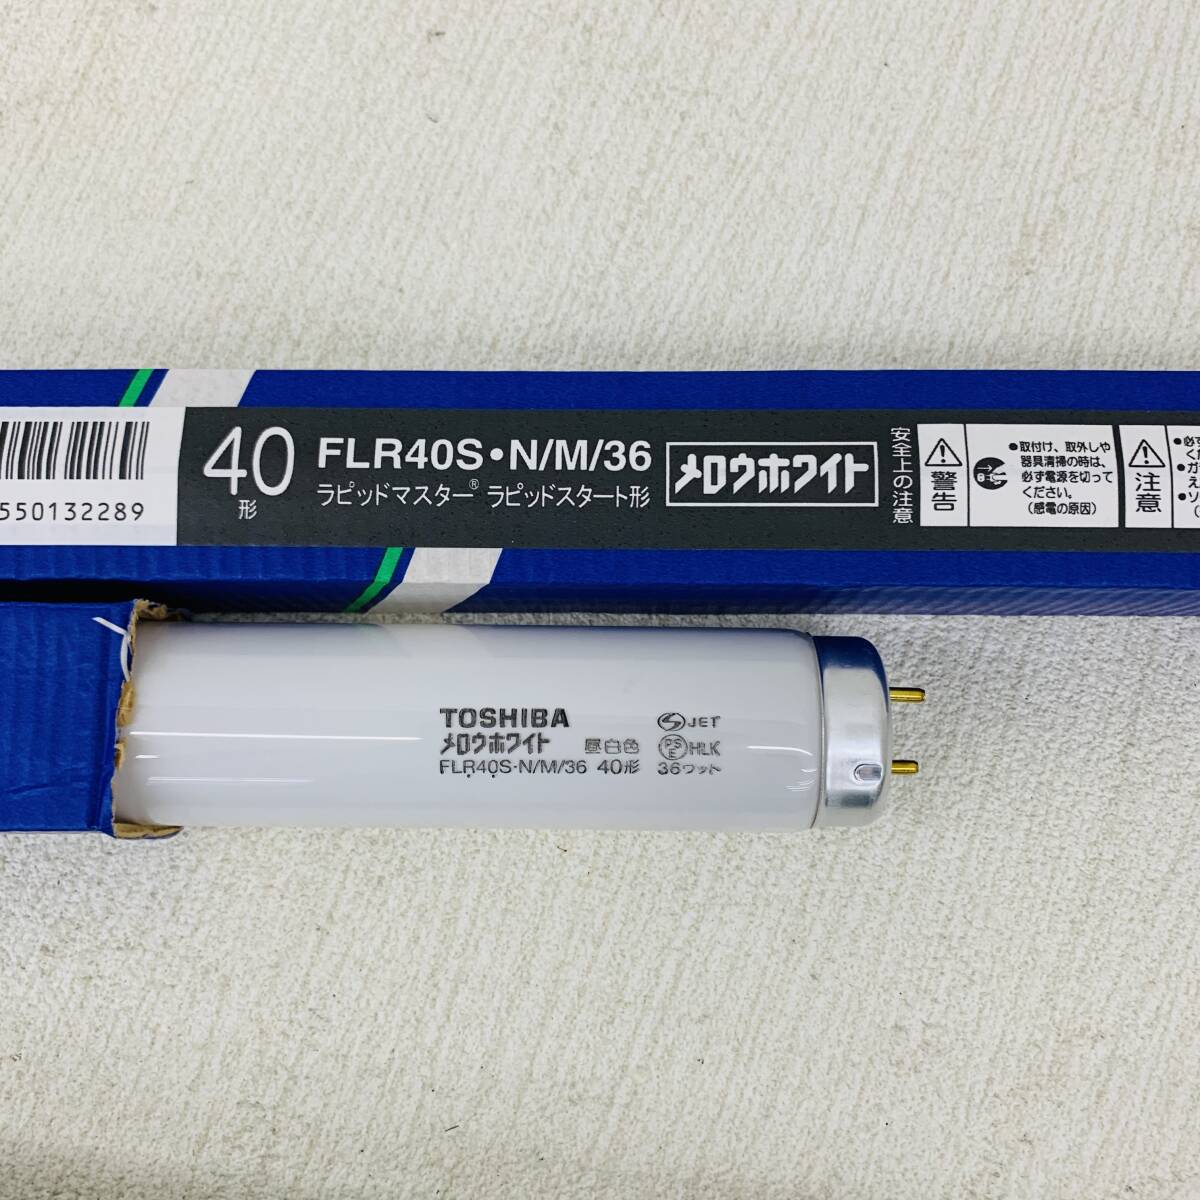 550132289
40
形
FLR40S・N/M/36
ラピッドマスター® ラピッドスタート形
メロウホワイト
安全上の注意
警告
●取付け、取外しや
器具清掃の時は、
必ず電源を切って
ください。
(感電の原因)
注意
TOSHIBA
メロウホワイト 昼白色
FLR40S・N/M/36 40形
JET
PS
E
HLK
36ワット